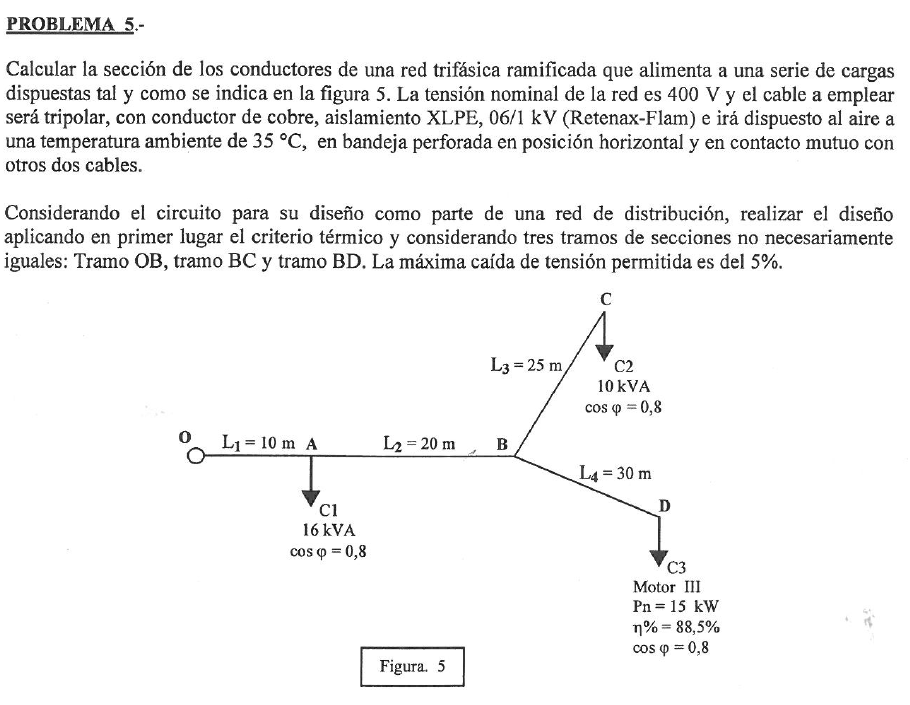 PROBLEMA 5.-
Calcular la sección de los conductores de una red trifásica ramificada que alimenta a una serie de cargas
dispuestas tal y como se indica en la figura 5. La tensión nominal de la red es 400 V y el cable a emplear
será tripolar, con conductor de cobre, aislamiento XLPE, 06/1 kV (Retenax-Flam) e irá dispuesto al aire a
una temperatura ambiente de 35 °C, en bandeja perforada en posición horizontal y en contacto mutuo con
otros dos cables.
Considerando el circuito para su diseño como parte de una red de distribución, realizar el diseño
aplicando en primer lugar el criterio térmico y considerando tres tramos de secciones no necesariamente
iguales: Tramo OB, tramo BC y tramo BD. La máxima caída de tensión permitida es del 5%.
C
L3 = 25 m
C2
10 kVA
cos φ = 0,8
O
L1 = 10 m A
L2 = 20 m
B
L4 = 30 m
D
C1
16 kVA
cos φ = 0,8
C3
Motor III
Pn = 15 kW
η% = 88,5%
cos φ = 0,8
Figura. 5